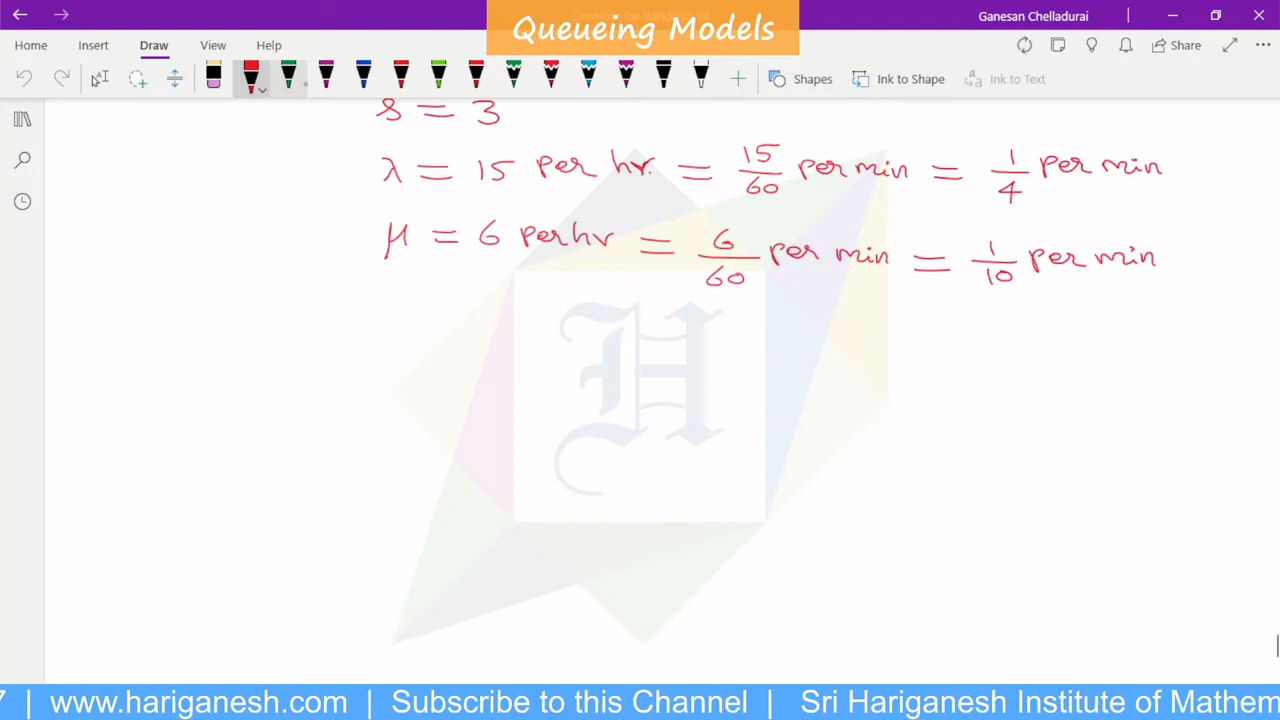 Queueing Models
Ganesan Chelladurai
Home Insert Draw View Help
Share
Shapes Ink to Shape Ink to Text
s = 3
λ = 15 per hr. = 15/60 per min = 1/4 per min
μ = 6 per hr = 6/60 per min = 1/10 per min
H
7 | www.hariganesh.com | Subscribe to this Channel | Sri Hariganesh Institute of Mathem